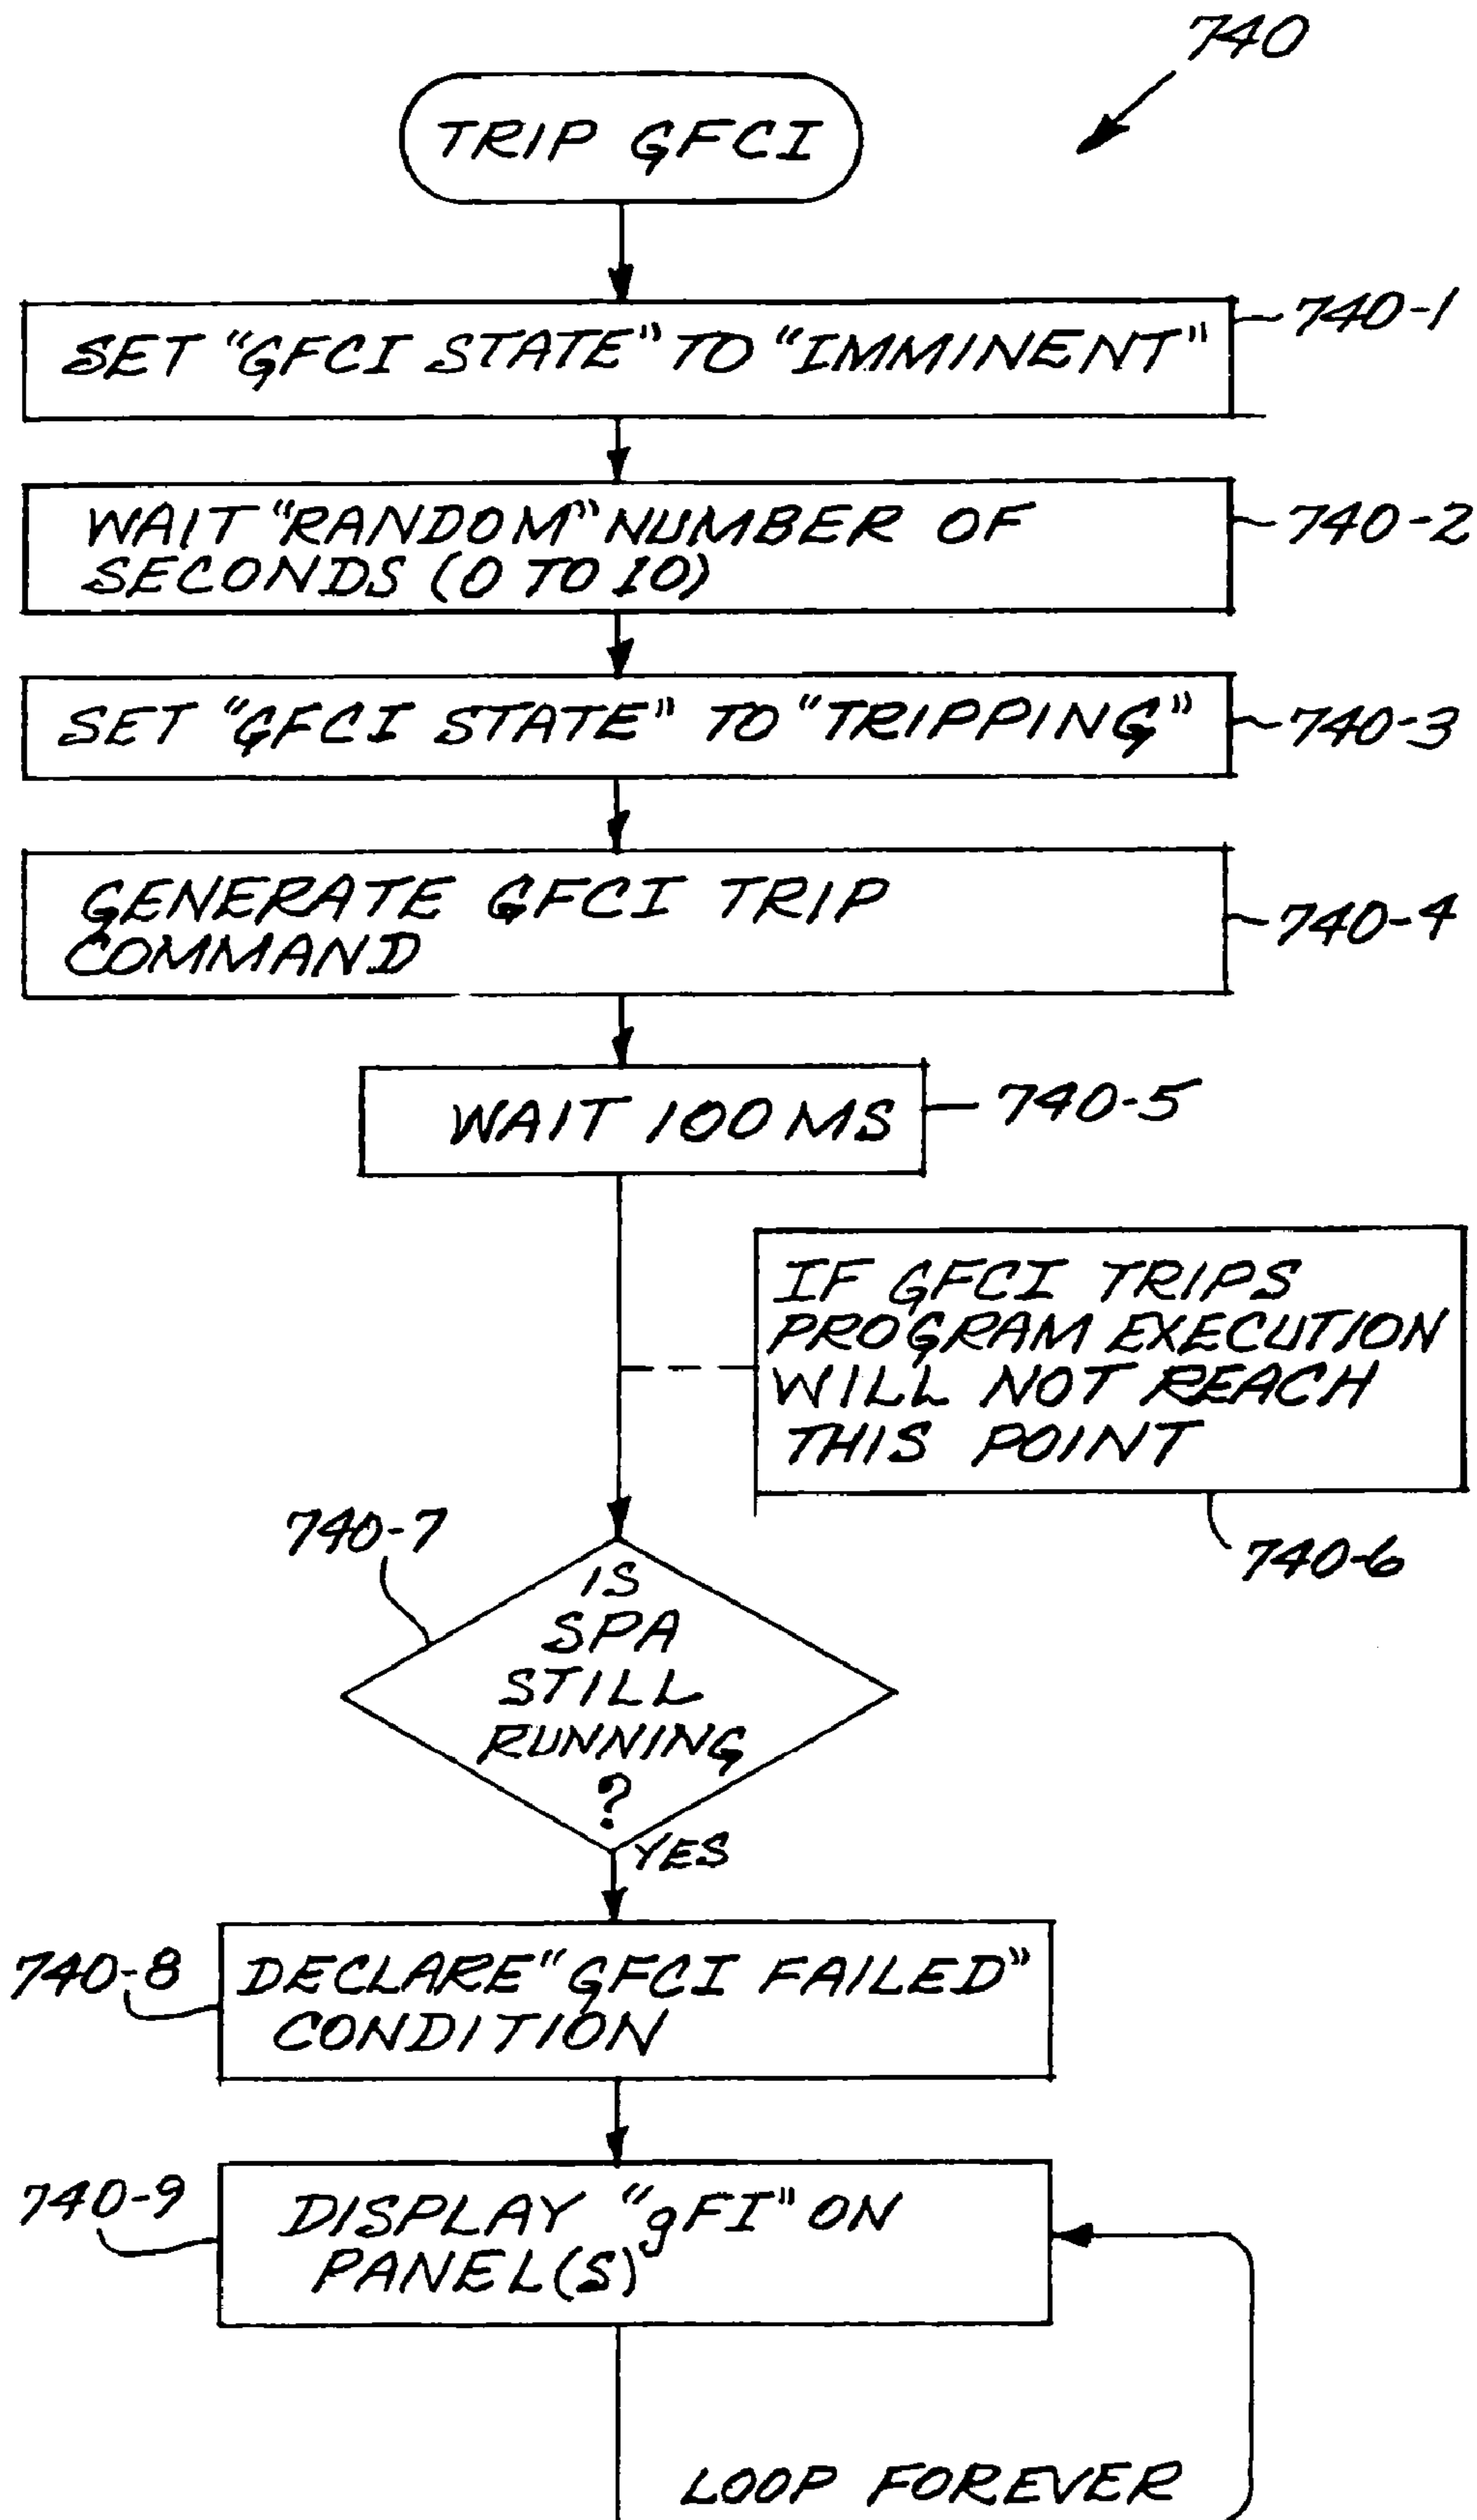 740
TRIP GFCI
SET "GFCI STATE" TO "IMMINENT"
740-1
WAIT "RANDOM" NUMBER OF
SECONDS (0 TO 10)
740-2
SET "GFCI STATE" TO "TRIPPING"
740-3
GENERATE GFCI TRIP
COMMAND
740-4
WAIT 100 MS
740-5
IF GFCI TRIPS
PROGRAM EXECUTION
WILL NOT REACH
THIS POINT
740-6
740-7
IS
SPA
STILL
RUNNING
?
YES
740-8
DECLARE "GFCI FAILED"
CONDITION
740-9
DISPLAY "gFI" ON
PANEL(S)
LOOP FOREVER